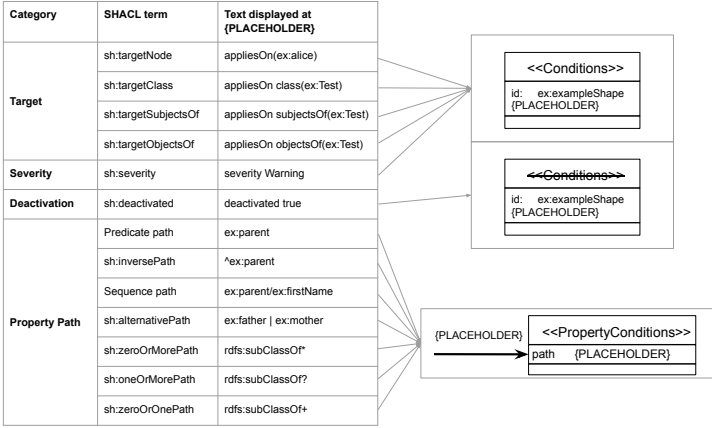 Category SHACL term Text displayed at
{PLACEHOLDER}
Target
sh:targetNode appliesOn(ex:alice)
sh:targetClass appliesOn class(ex:Test)
sh:targetSubjectsOf appliesOn subjectsOf(ex:Test)
sh:targetObjectsOf appliesOn objectsOf(ex:Test)
Severity sh:severity severity Warning
Deactivation sh:deactivated deactivated true
Property Path
Predicate path ex:parent
sh:inversePath ^ex:parent
Sequence path ex:parent/ex:firstName
sh:alternativePath ex:father | ex:mother
sh:zeroOrMorePath rdfs:subClassOf*
sh:oneOrMorePath rdfs:subClassOf?
sh:zeroOrOnePath rdfs:subClassOf+
<<Conditions>>
id: ex:exampleShape
{PLACEHOLDER}
<<Conditions>>
id: ex:exampleShape
{PLACEHOLDER}
{PLACEHOLDER}
<<PropertyConditions>>
path {PLACEHOLDER}